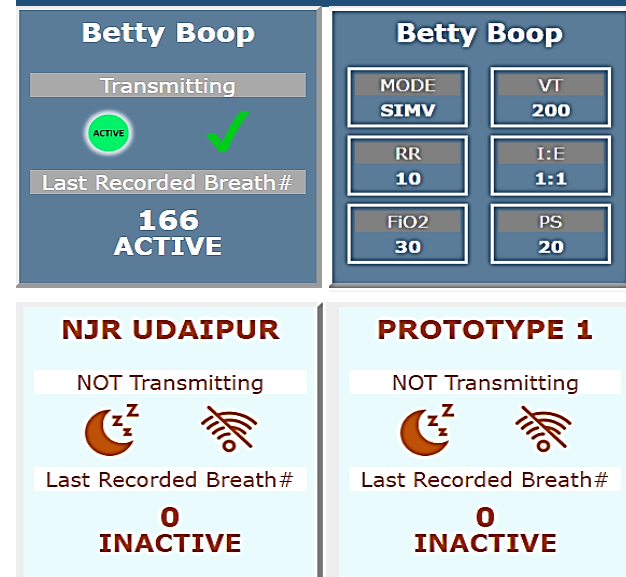 Betty Boop
Transmitting
ACTIVE
Last Recorded Breath#
166
ACTIVE
Betty Boop
MODE
SIMV
VT
200
RR
10
I:E
1:1
FiO2
30
PS
20
NJR UDAIPUR
NOT Transmitting
z z z z
Last Recorded Breath#
0
INACTIVE
PROTOTYPE 1
NOT Transmitting
z z z z
Last Recorded Breath#
0
INACTIVE